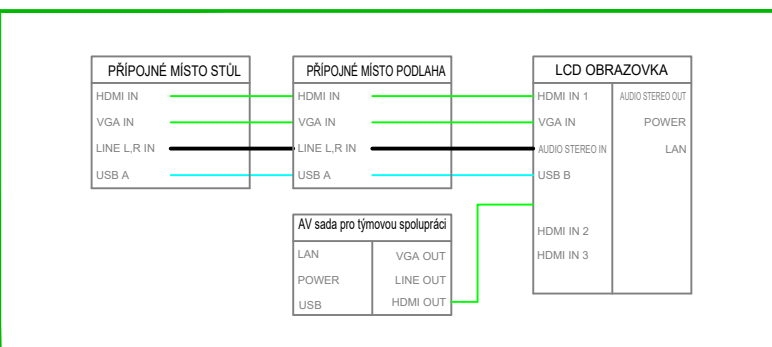 PŘÍPOJNÉ MÍSTO STŮL
HDMI IN
VGA IN
LINE L,R IN
USB A
PŘÍPOJNÉ MÍSTO PODLAHA
HDMI IN
VGA IN
LINE L,R IN
USB A
LCD OBRAZOVKA
HDMI IN 1
VGA IN
AUDIO STEREO IN
USB B
HDMI IN 2
HDMI IN 3
AUDIO STEREO OUT
POWER
LAN
AV sada pro týmovou spolupráci
LAN
POWER
USB
VGA OUT
LINE OUT
HDMI OUT